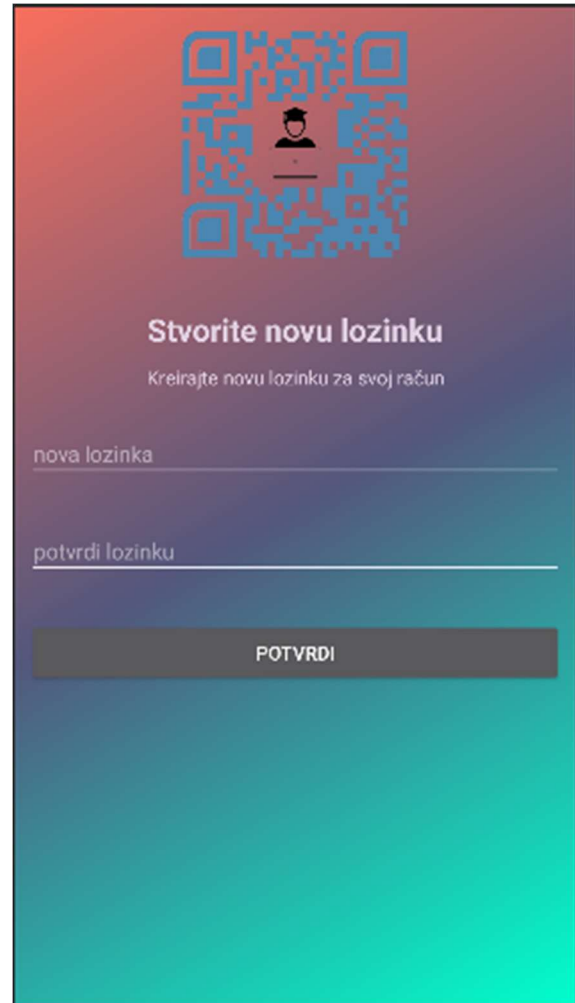 Stvorite novu lozinku
Kreirajte novu lozinku za svoj račun
nova lozinka
potvrdi lozinku
POTVRDI